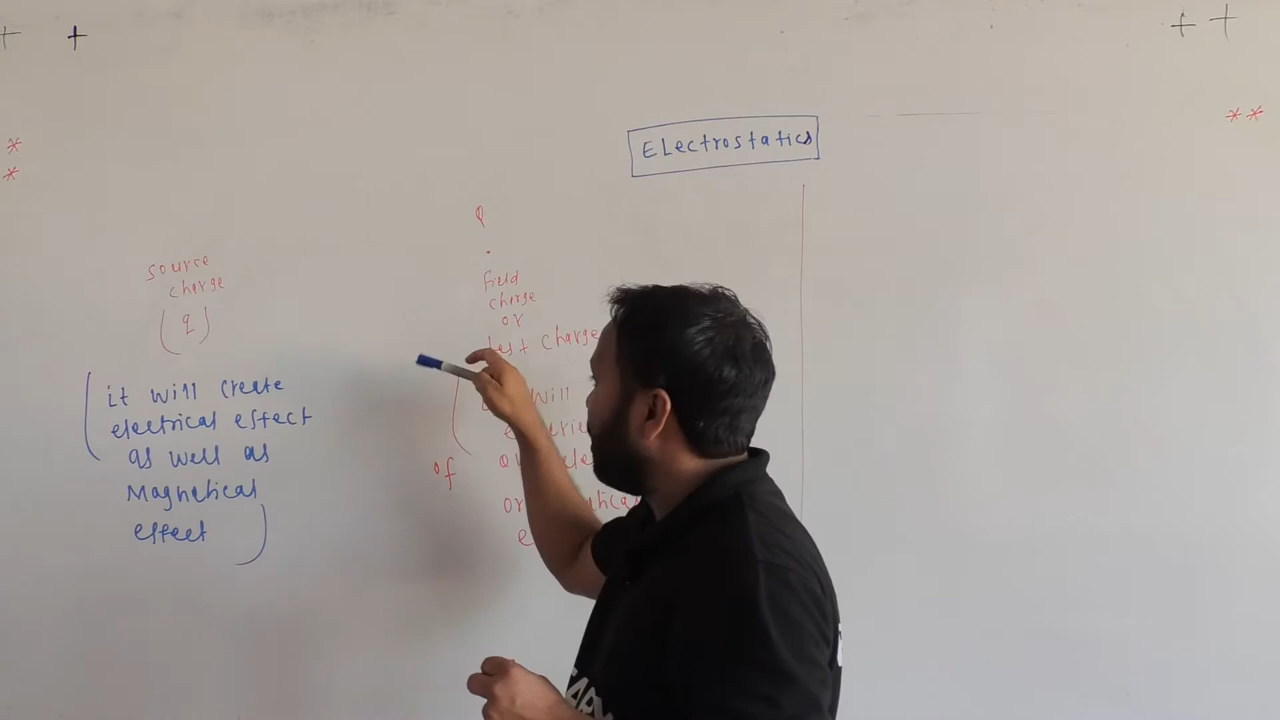 Electrostatics
source
charge
(q)
it will create
electrical effect
as well as
Magnetical
effect
Q
field
charge
or
test charge
will
of
or